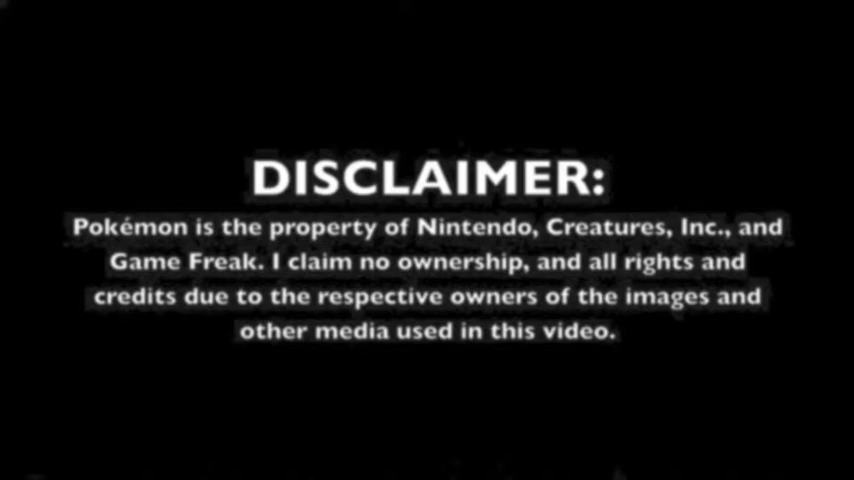 DISCLAIMER:
Pokémon is the property of Nintendo, Creatures, Inc., and
Game Freak. I claim no ownership, and all rights and
credits due to the respective owners of the images and
other media used in this video.